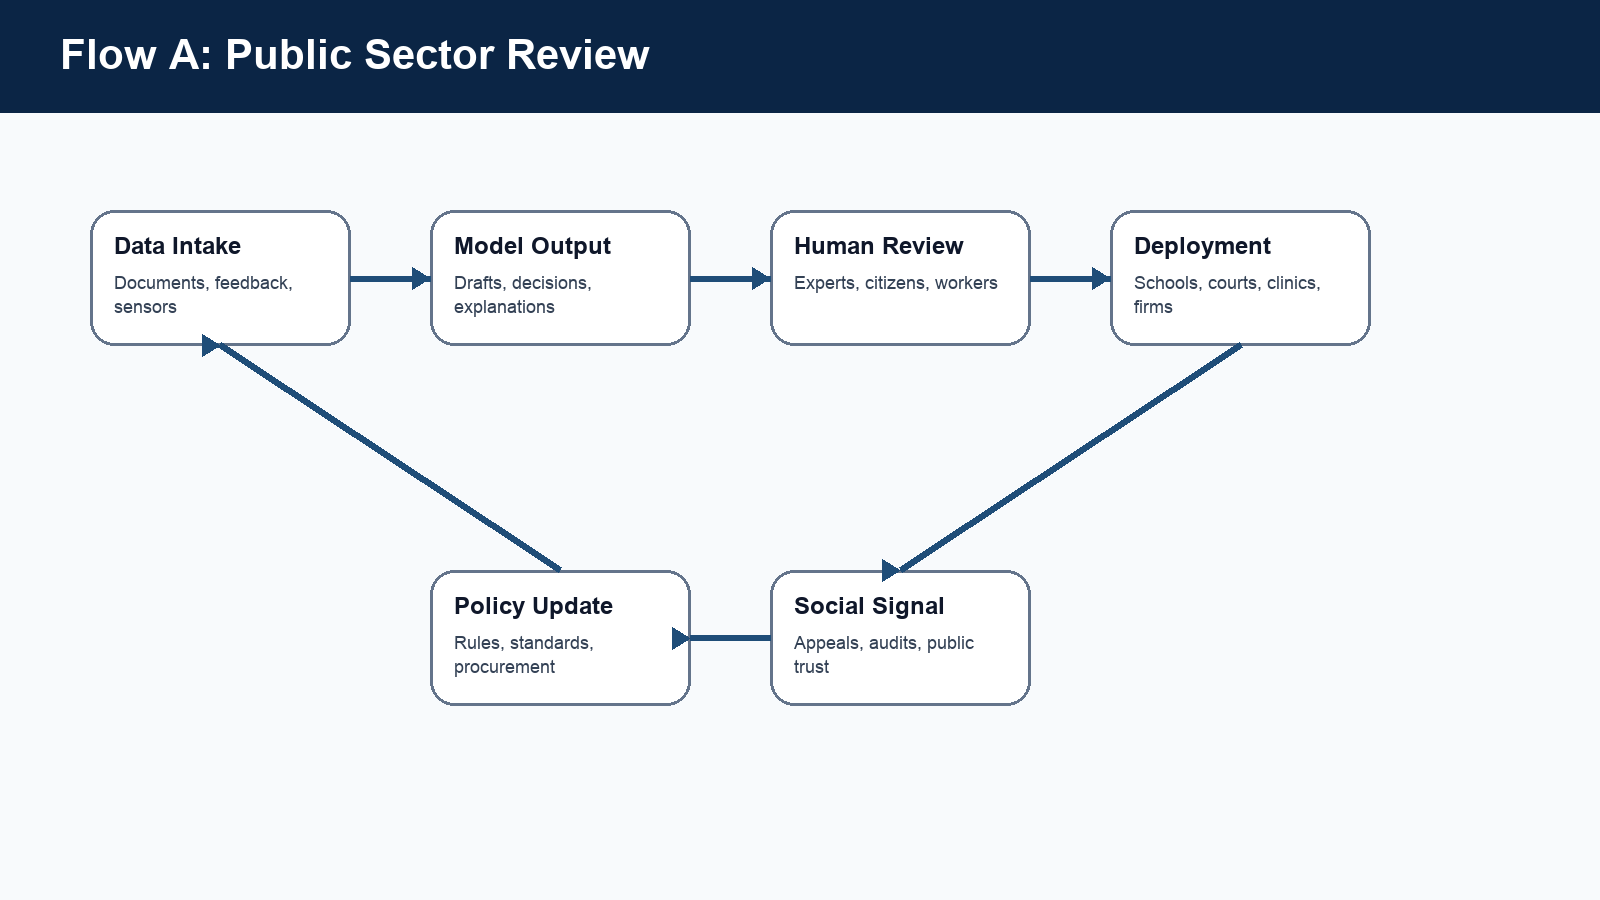 Flow A: Public Sector Review
Data Intake
Documents, feedback,
sensors
Model Output
Drafts, decisions,
explanations
Human Review
Experts, citizens, workers
Deployment
Schools, courts, clinics,
firms
Policy Update
Rules, standards,
procurement
Social Signal
Appeals, audits, public
trust